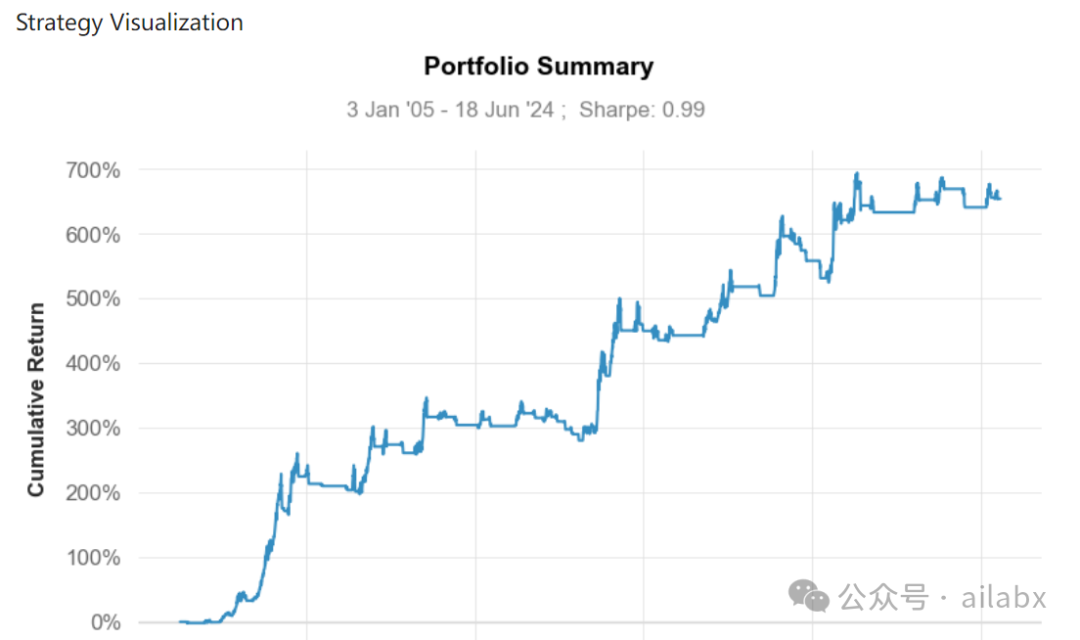 Strategy Visualization
Portfolio Summary
3 Jan '05 - 18 Jun '24 ;  Sharpe: 0.99
700%
600%
500%
400%
300%
200%
100%
0%
Cumulative Return
公众号 · ailabx